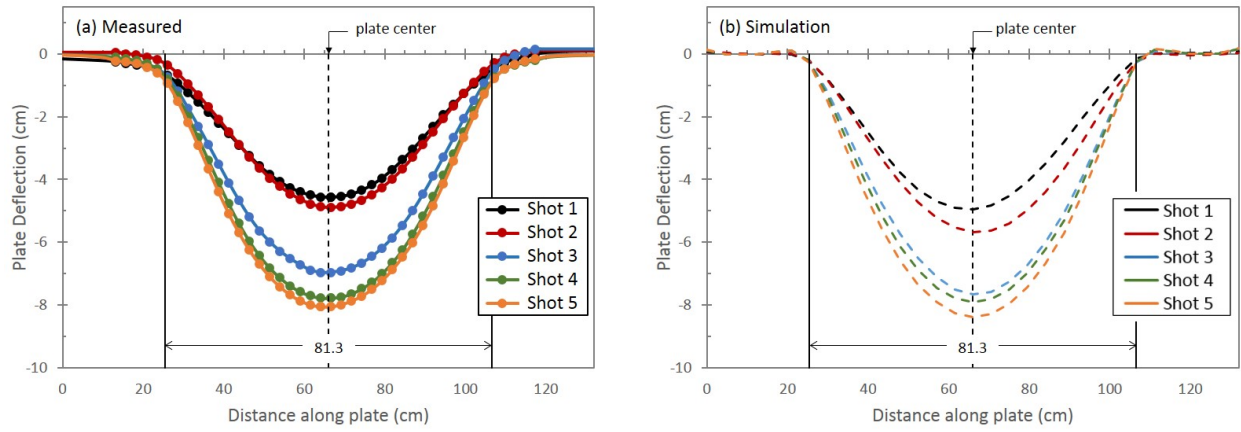 (a) Measured
plate center
0
-2
-4
-6
-8
-10
Plate Deflection (cm)
Shot 1
Shot 2
Shot 3
Shot 4
Shot 5
81.3
0
20
40
60
80
100
120
Distance along plate (cm)
(b) Simulation
plate center
0
-2
-4
-6
-8
-10
Plate Deflection (cm)
Shot 1
Shot 2
Shot 3
Shot 4
Shot 5
81.3
0
20
40
60
80
100
120
Distance along plate (cm)